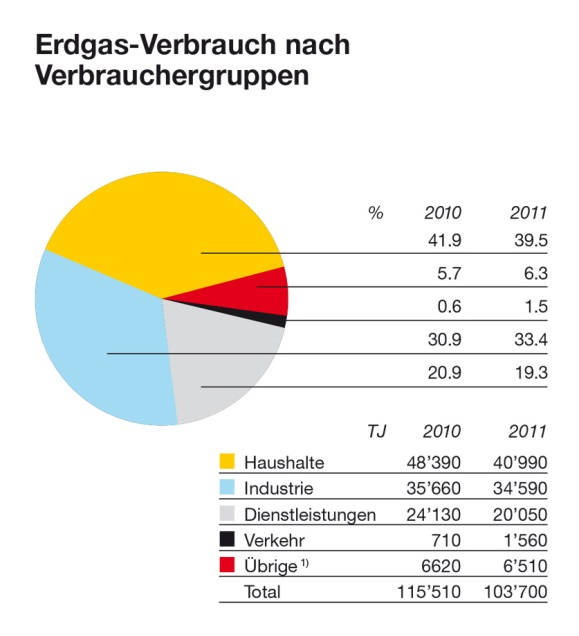 Erdgas-Verbrauch nach
Verbrauchergruppen
% 2010 2011
41.9 39.5
5.7 6.3
0.6 1.5
30.9 33.4
20.9 19.3
TJ 2010 2011
Haushalte 48’390 40’990
Industrie 35’660 34’590
Dienstleistungen 24’130 20’050
Verkehr 710 1’560
Übrige 1) 6620 6’510
Total 115’510 103’700